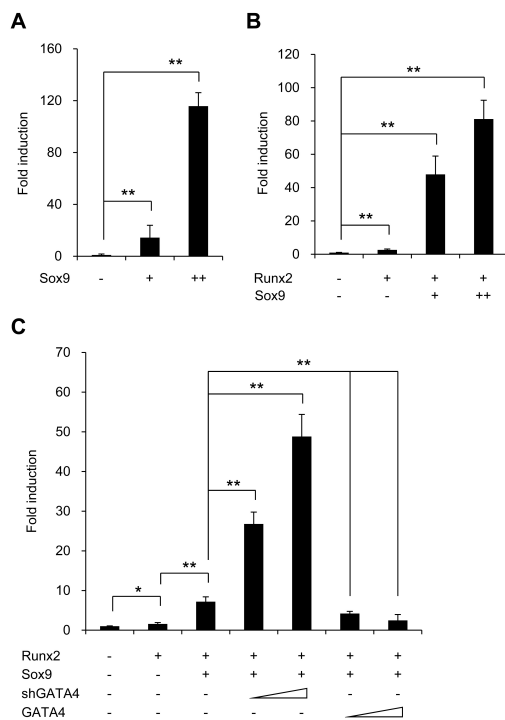 A
Fold induction
160
120
80
40
0
**
**
Sox9 - + ++
B
Fold induction
120
100
80
60
40
20
0
**
**
**
Runx2 - + + +
Sox9 - - + ++
C
Fold induction
70
60
50
40
30
20
10
0
**
**
**
**
*
Runx2 - + + + + + +
Sox9 - - + + + + +
shGATA4 - - - - -
GATA4 - - - - -